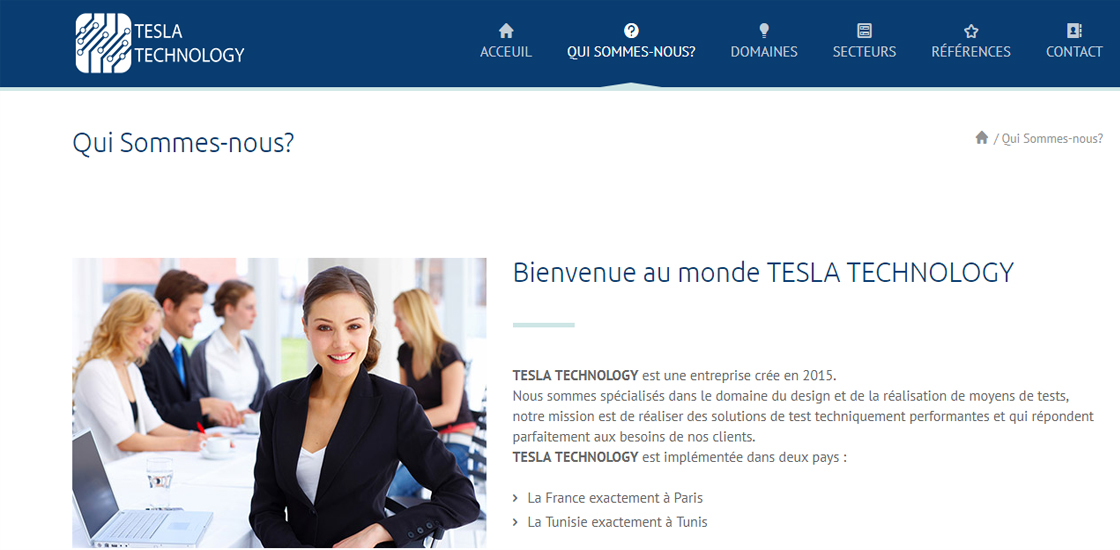 TESLA
TECHNOLOGY
ACCEUIL
QUI SOMMES-NOUS?
DOMAINES
SECTEURS
RÉFÉRENCES
CONTACT
Qui Sommes-nous?
/ Qui Sommes-nous?
Bienvenue au monde TESLA TECHNOLOGY
TESLA TECHNOLOGY est une entreprise crée en 2015.
Nous sommes spécialisés dans le domaine du design et de la réalisation de moyens de tests,
notre mission est de réaliser des solutions de test techniquement performantes et qui répondent
parfaitement aux besoins de nos clients.
TESLA TECHNOLOGY est implémentée dans deux pays :
La France exactement à Paris
La Tunisie exactement à Tunis